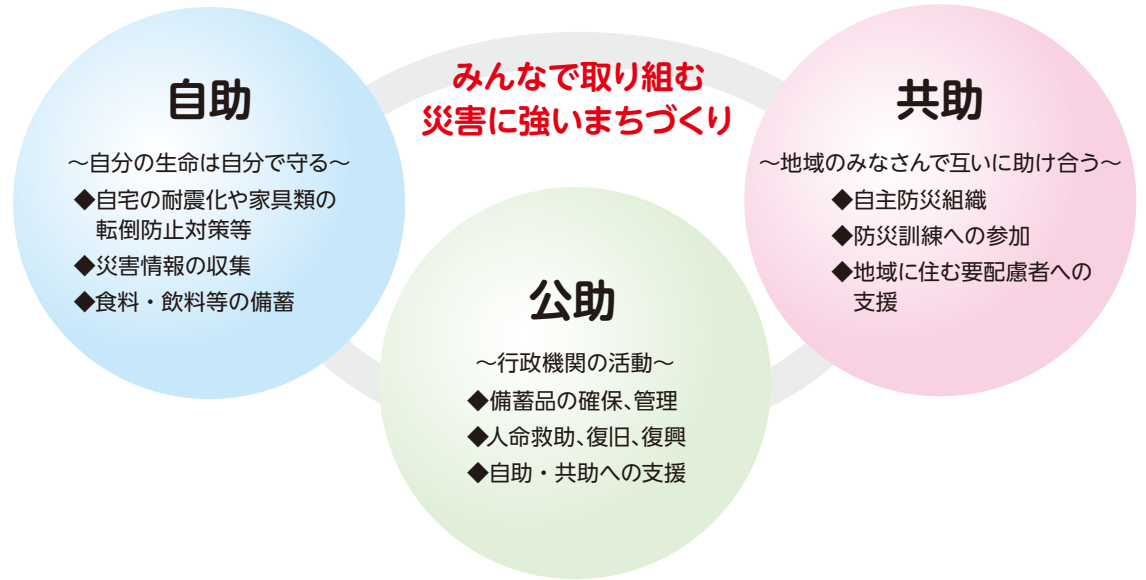 みんなで取り組む
災害に強いまちづくり
自助
～自分の生命は自分で守る～
◆自宅の耐震化や家具類の
転倒防止対策等
◆災害情報の収集
◆食料・飲料等の備蓄
共助
～地域のみなさんで互いに助け合う～
◆自主防災組織
◆防災訓練への参加
◆地域に住む要配慮者への
支援
公助
～行政機関の活動～
◆備蓄品の確保、管理
◆人命救助、復旧、復興
◆自助・共助への支援